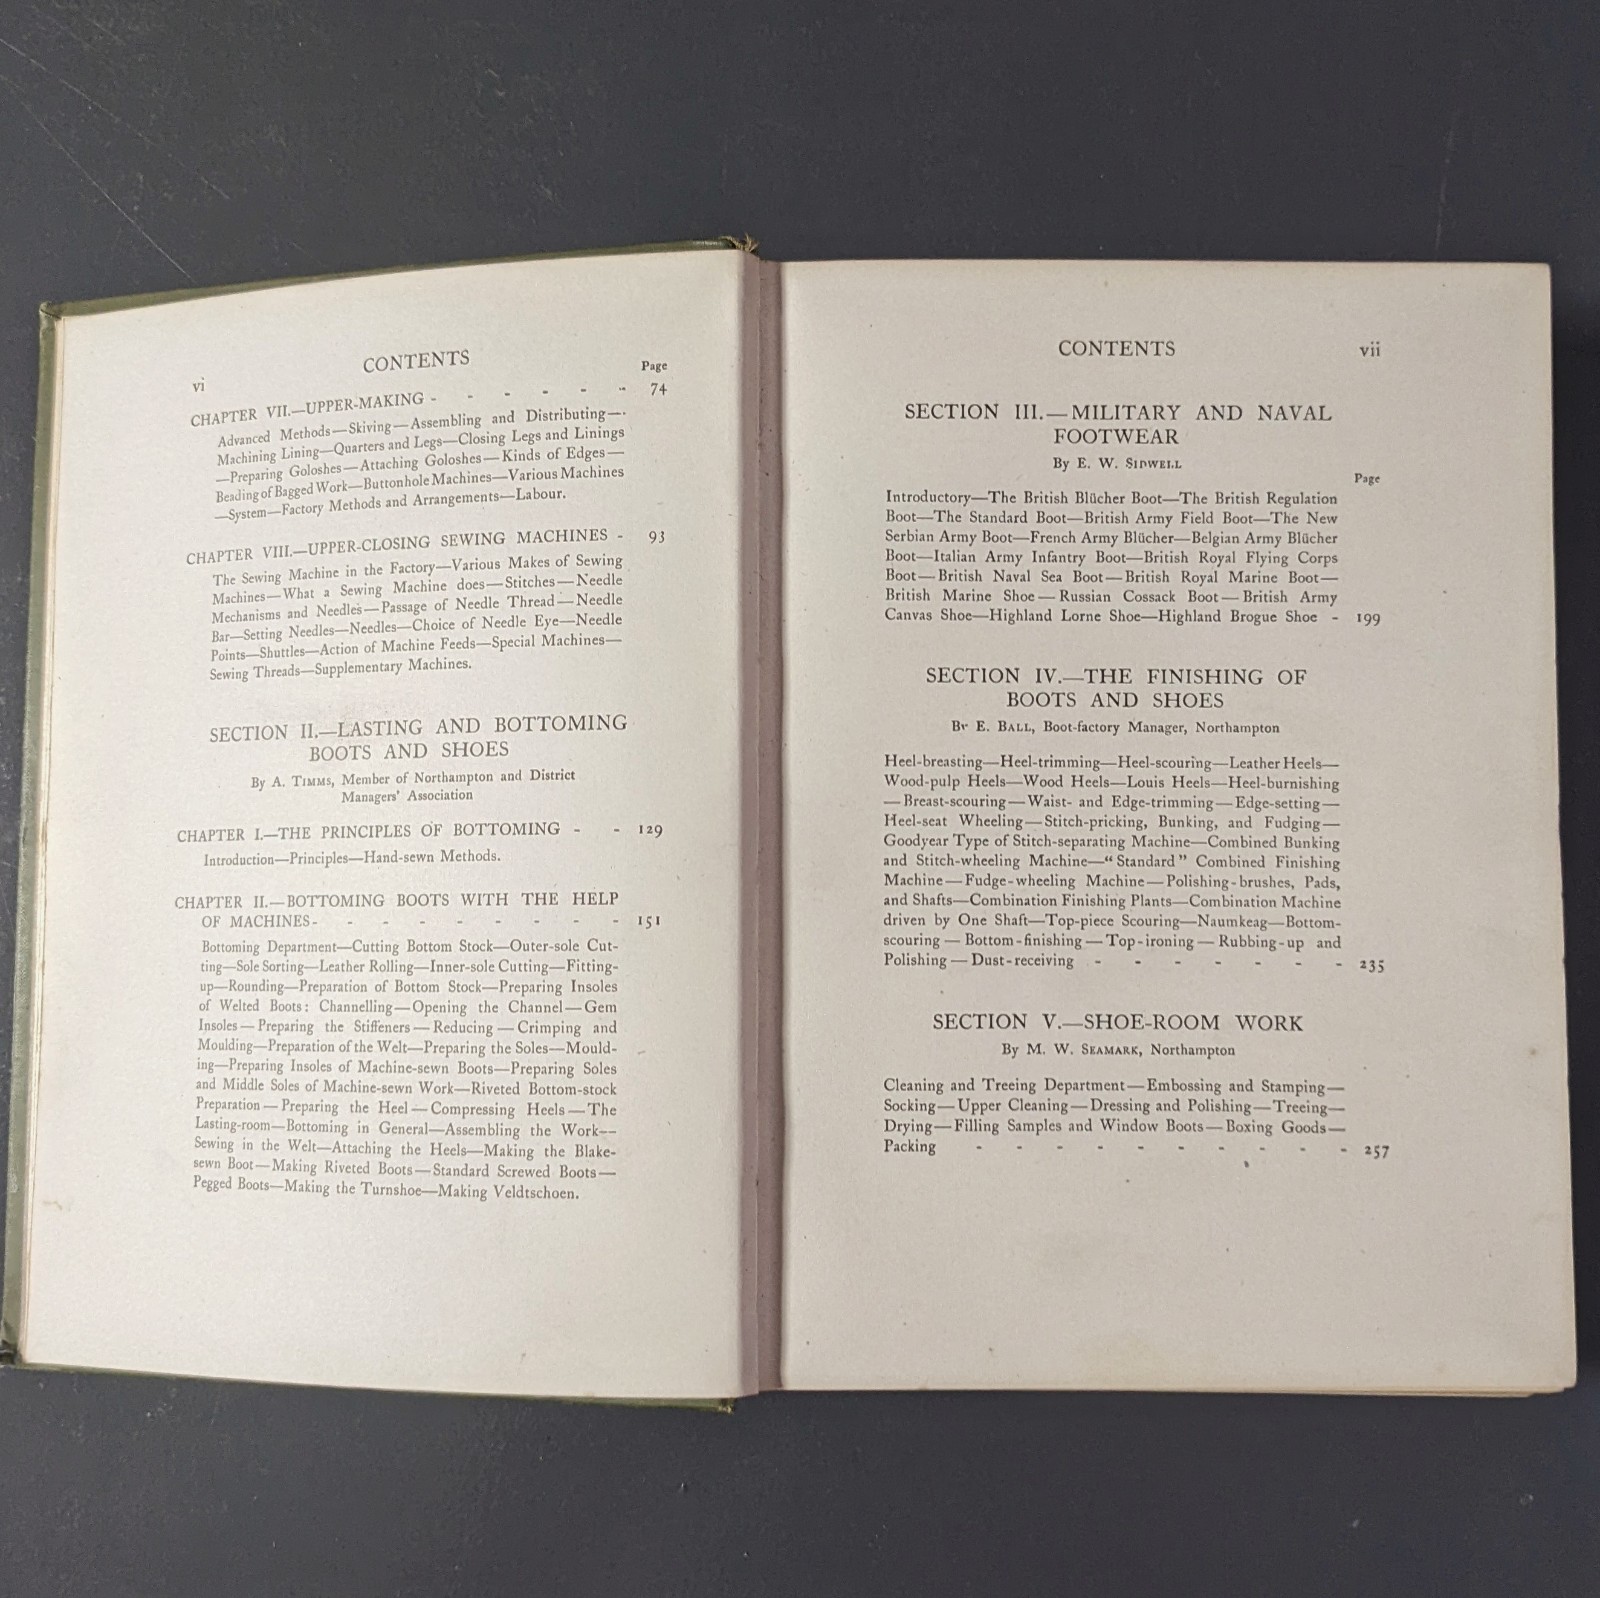 CONTENTS
vi
Page
CHAPTER VII.—UPPER-MAKING - - - - - - 74
Advanced Methods—Skiving—Assembling and Distributing—
Machining Lining—Quarters and Legs—Closing Legs and Linings
—Preparing Goloshes—Attaching Goloshes—Kinds of Edges—
Beading of Bagged Work—Buttonhole Machines—Various Machines
—System—Factory Methods and Arrangements—Labour.
CHAPTER VIII.—UPPER-CLOSING SEWING MACHINES - 93
The Sewing Machine in the Factory—Various Makes of Sewing
Machines—What a Sewing Machine does—Stitches—Needle
Mechanisms and Needles—Passage of Needle Thread—Needle
Bar—Setting Needles—Needles—Choice of Needle Eye—Needle
Points—Shuttles—Action of Machine Feeds—Special Machines—
Sewing Threads—Supplementary Machines.
SECTION II.—LASTING AND BOTTOMING
BOOTS AND SHOES
By A. TIMMS, Member of Northampton and District
Managers' Association
CHAPTER I.—THE PRINCIPLES OF BOTTOMING - - 129
Introduction—Principles—Hand-sewn Methods.
CHAPTER II.—BOTTOMING BOOTS WITH THE HELP
OF MACHINES- - - - - - - - - 151
Bottoming Department—Cutting Bottom Stock—Outer-sole Cut-
ting—Sole Sorting—Leather Rolling—Inner-sole Cutting—Fitting-
up—Rounding—Preparation of Bottom Stock—Preparing Insoles
of Welted Boots: Channelling—Opening the Channel—Gem
Insoles—Preparing the Stiffeners—Reducing—Crimping and
Moulding—Preparation of the Welt—Preparing the Soles—Mould-
ing—Preparing Insoles of Machine-sewn Boots—Preparing Soles
and Middle Soles of Machine-sewn Work—Riveted Bottom-stock
Preparation—Preparing the Heel—Compressing Heels—The
Lasting-room—Bottoming in General—Assembling the Work—
Sewing in the Welt—Attaching the Heels—Making the Blake-
sewn Boot—Making Riveted Boots—Standard Screwed Boots—
Pegged Boots—Making the Turnshoe—Making Veldtschoen.
CONTENTS vii
SECTION III.—MILITARY AND NAVAL
FOOTWEAR
By E. W. SIDWELL
Page
Introductory—The British Blücher Boot—The British Regulation
Boot—The Standard Boot—British Army Field Boot—The New
Serbian Army Boot—French Army Blücher—Belgian Army Blücher
Boot—Italian Army Infantry Boot—British Royal Flying Corps
Boot—British Naval Sea Boot—British Royal Marine Boot—
British Marine Shoe—Russian Cossack Boot—British Army
Canvas Shoe—Highland Lorne Shoe—Highland Brogue Shoe - 199
SECTION IV.—THE FINISHING OF
BOOTS AND SHOES
By E. BALL, Boot-factory Manager, Northampton
Heel-breasting—Heel-trimming—Heel-scouring—Leather Heels—
Wood-pulp Heels—Wood Heels—Louis Heels—Heel-burnishing
—Breast-scouring—Waist- and Edge-trimming—Edge-setting—
Heel-seat Wheeling—Stitch-pricking, Bunking, and Fudging—
Goodyear Type of Stitch-separating Machine—Combined Bunking
and Stitch-wheeling Machine—"Standard" Combined Finishing
Machine—Fudge-wheeling Machine—Polishing-brushes, Pads,
and Shafts—Combination Finishing Plants—Combination Machine
driven by One Shaft—Top-piece Scouring—Naumkeag—Bottom-
scouring—Bottom-finishing—Top-ironing—Rubbing-up and
Polishing—Dust-receiving - - - - - - - 235
SECTION V.—SHOE-ROOM WORK
By M. W. SEAMARK, Northampton
Cleaning and Treeing Department—Embossing and Stamping—
Socking—Upper Cleaning—Dressing and Polishing—Treeing—
Drying—Filling Samples and Window Boots—Boxing Goods—
Packing - - - - - - - - - - 257